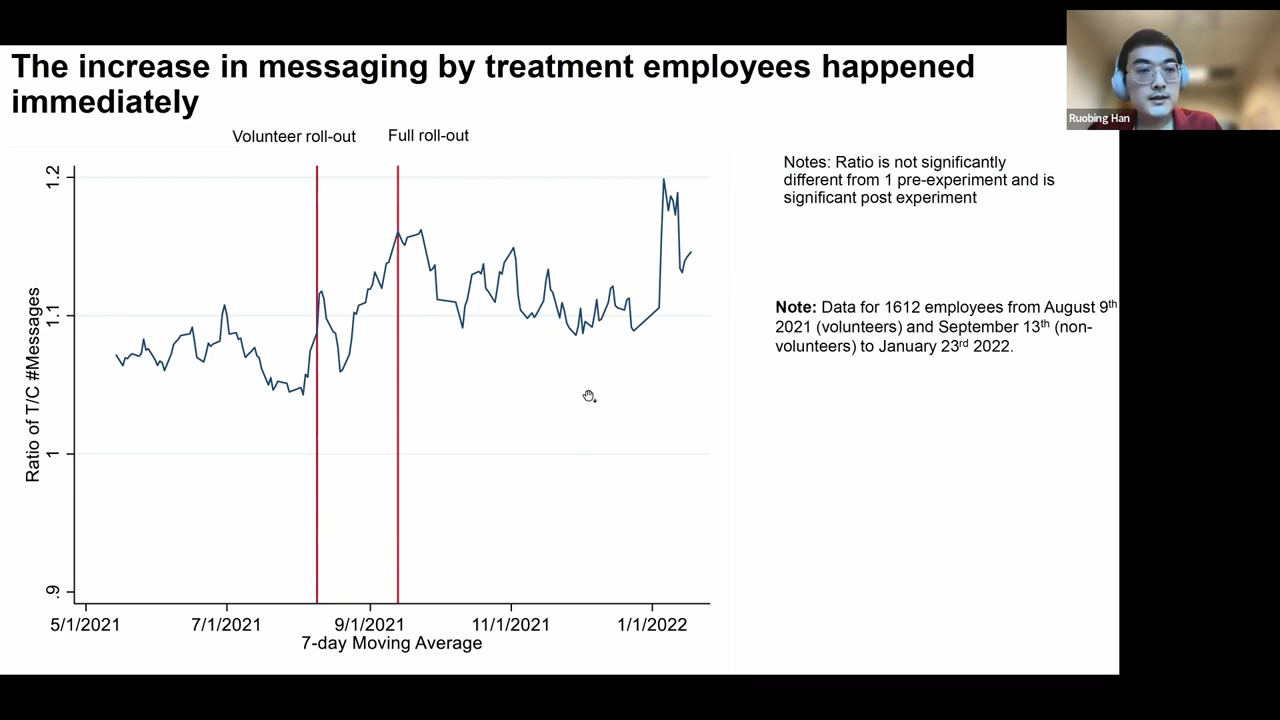 The increase in messaging by treatment employees happened
immediately
Ruobing Han
Volunteer roll-out
Full roll-out
Notes: Ratio is not significantly
different from 1 pre-experiment and is
significant post experiment
Note: Data for 1612 employees from August 9th
2021 (volunteers) and September 13th (non-
volunteers) to January 23rd 2022.
Ratio of T/C #Messages
1.2
1.1
1
.9
5/1/2021
7/1/2021
9/1/2021
11/1/2021
1/1/2022
7-day Moving Average